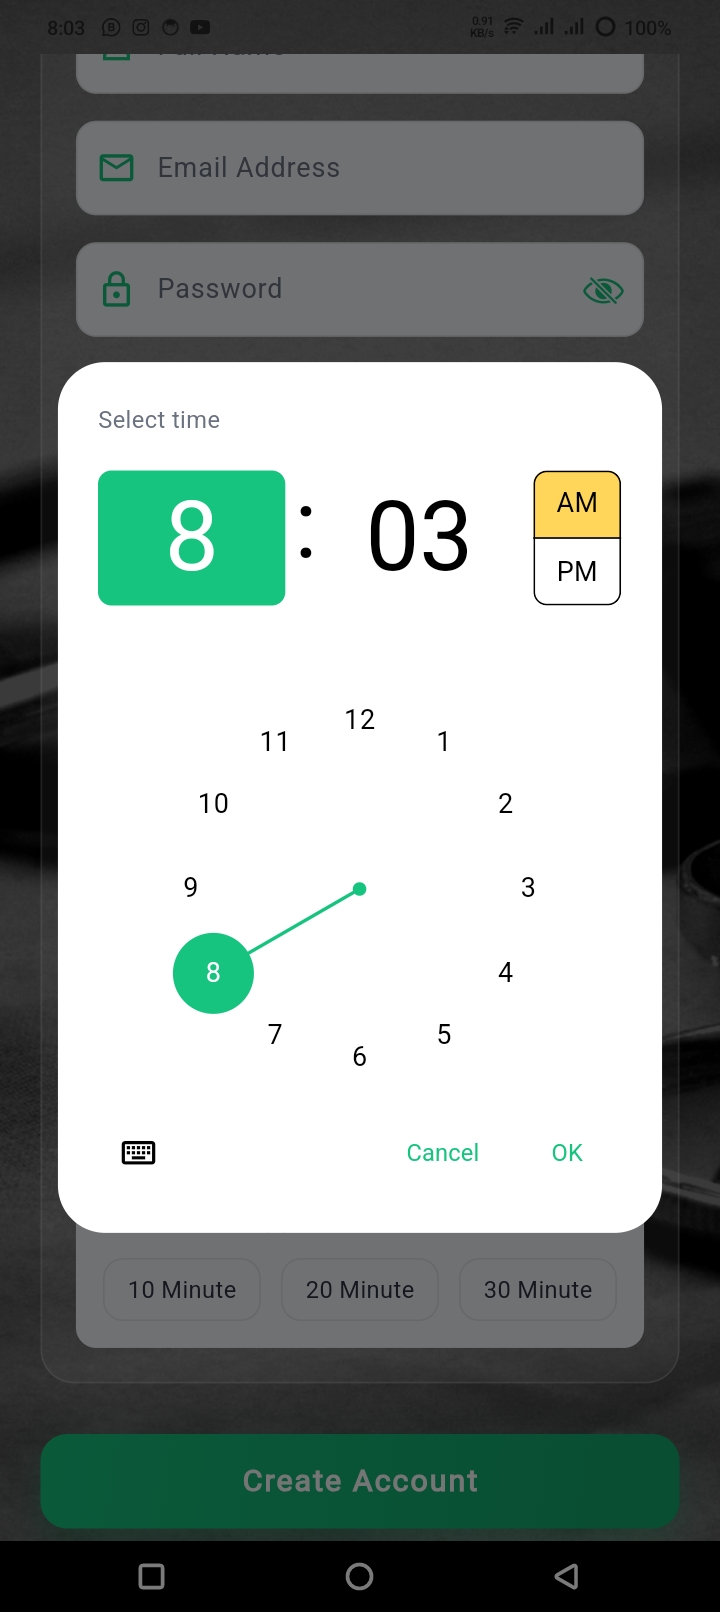 8:03 0.91 KB/s 100%
Email Address
Password
Select time
8 : 03
AM
PM
12
11 1
10 2
9 3
8 4
7 5
6
Cancel OK
10 Minute 20 Minute 30 Minute
Create Account